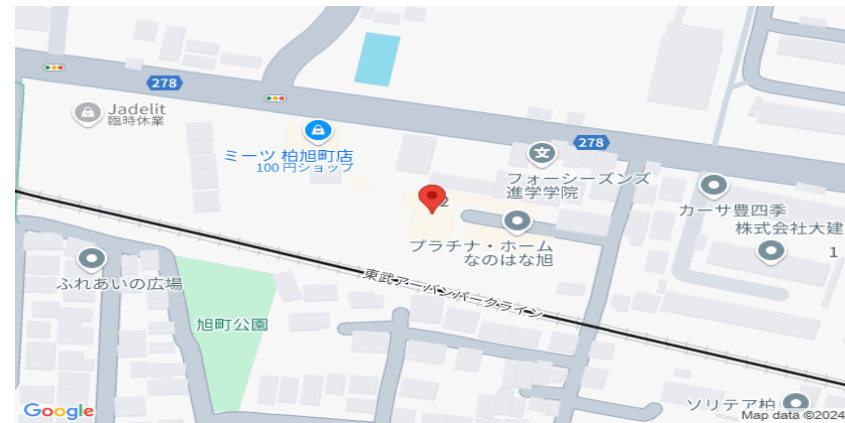 278
Jadelit
臨時休業
ミーツ 柏旭町店
100 円ショップ
278
フォーシーズンズ
進学学院
カーサ豊四季
株式会社大建
1
2
プラチナ・ホーム
なのはな旭
ふれあいの広場
東武アーバンパークライン
旭町公園
ソリテア柏
Google
Map data ©2024